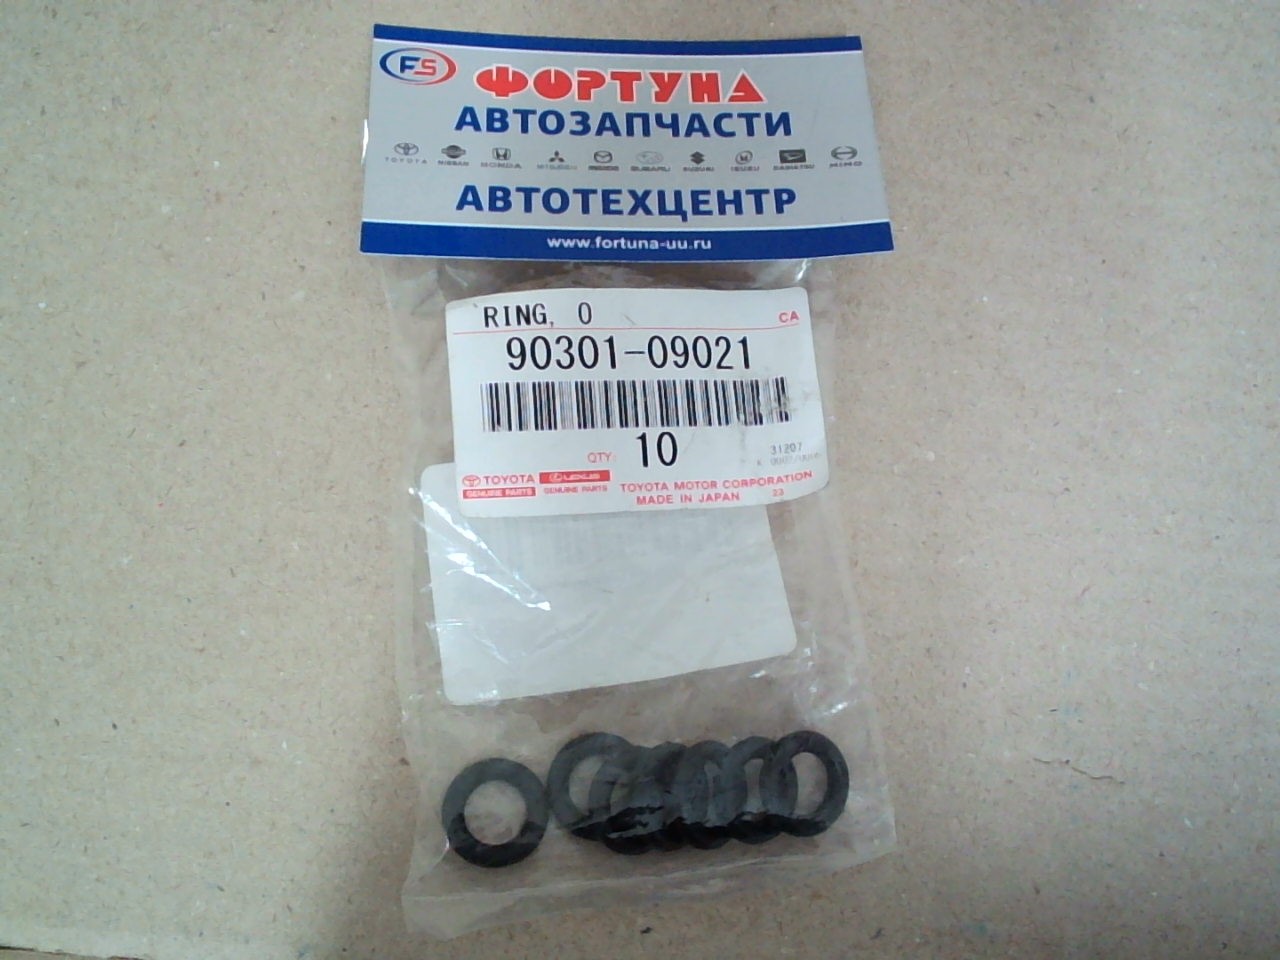 FS ФОРТУНА
АВТОЗАПЧАСТИ
TOYOTA NISSAN HONDA MITSUBISHI MAZDA SUBARU SUZUKI ISUZU DAIHATSU HINO
АВТОТЕХЦЕНТР
www.fortuna-uu.ru
RING, O CA
90301-09021
QTY: 10
31207
TOYOTA LEXUS TOYOTA MOTOR CORPORATION
GENUINE PARTS GENUINE PARTS MADE IN JAPAN 23